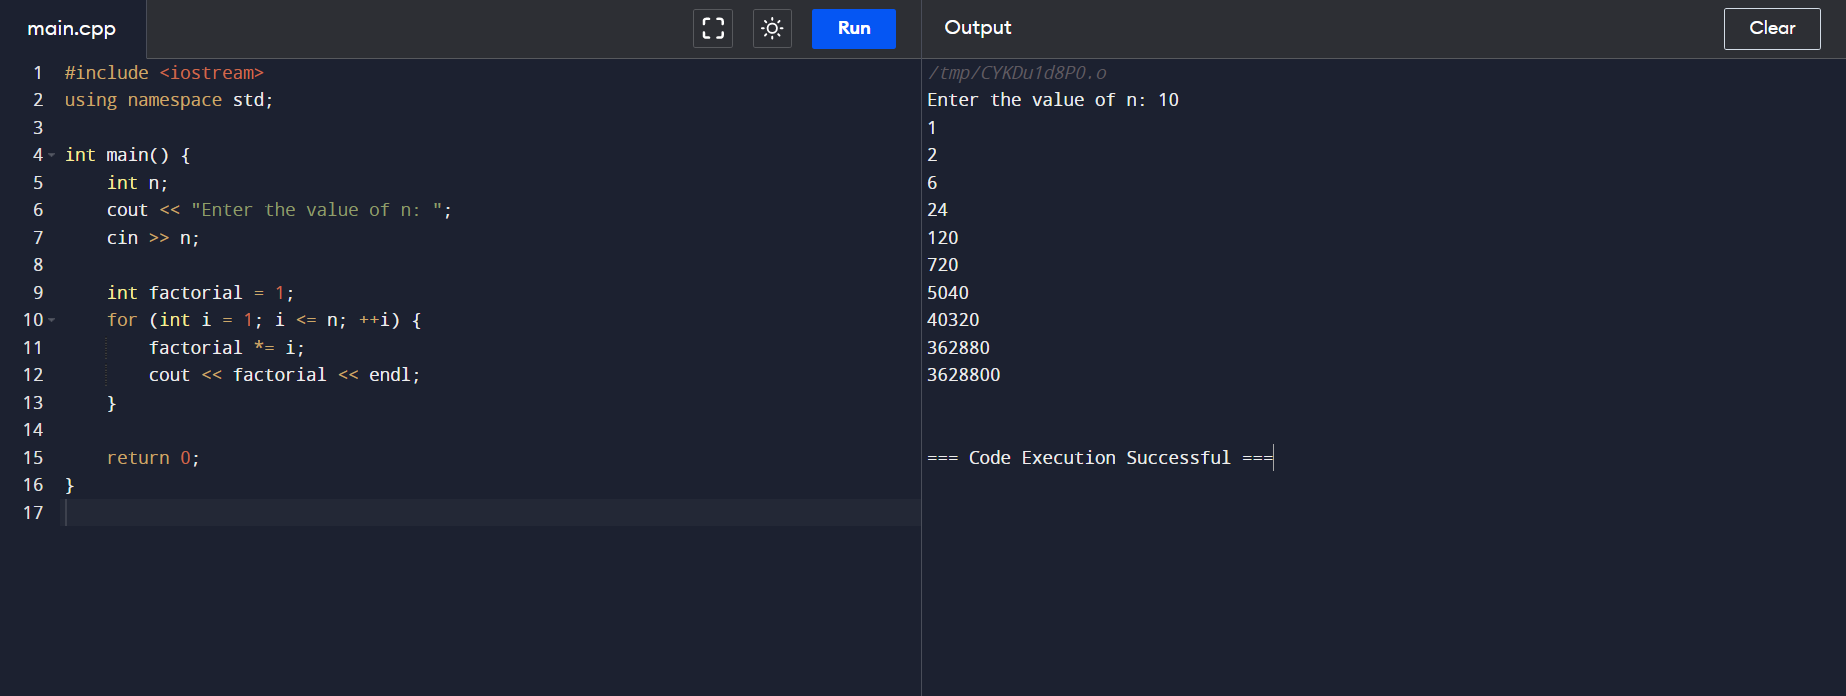 main.cpp
Run
1 #include <iostream>
2 using namespace std;
3
4 int main() {
5     int n;
6     cout << "Enter the value of n: ";
7     cin >> n;
8
9     int factorial = 1;
10     for (int i = 1; i <= n; ++i) {
11         factorial *= i;
12         cout << factorial << endl;
13     }
14
15     return 0;
16 }
17
Output
Clear
/tmp/CYKDu1d8PO.o
Enter the value of n: 10
1
2
6
24
120
720
5040
40320
362880
3628800
=== Code Execution Successful ===